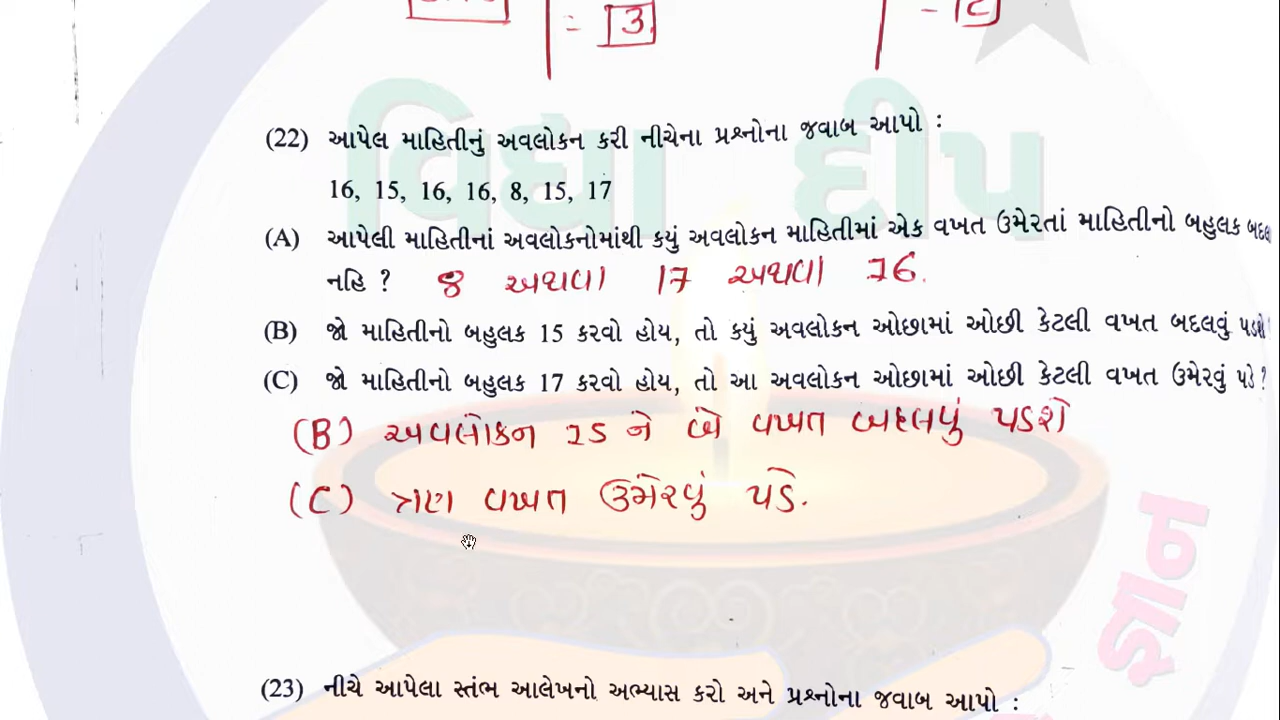 = 3
(22) આપેલ માહિતીનું અવલોકન કરી નીચેના પ્રશ્નોના જવાબ આપો :
16, 15, 16, 16, 8, 15, 17
(A) આપેલી માહિતીનાં અવલોકનોમાંથી કયું અવલોકન માહિતીમાં એક વખત ઉમેરતાં માહિતીનો બહુલક
નહિ ? 8 અથવા 17 અથવા 16.
(B) જો માહિતીનો બહુલક 15 કરવો હોય, તો કયું અવલોકન ઓછામાં ઓછી કેટલી વખત બદલવું પડશે
(C) જો માહિતીનો બહુલક 17 કરવો હોય, તો આ અવલોકન ઓછામાં ઓછી કેટલી વખત ઉમેરવું પડે ?
(B) અવલોકન 15 ને બે વખત બદલવું પડશે
(C) ત્રણ વખત ઉમેરવું પડે.
(23) નીચે આપેલા સ્તંભ આલેખનો અભ્યાસ કરો અને પ્રશ્નોના જવાબ આપો :
વિદ્યા દીપ
જ્ઞાન